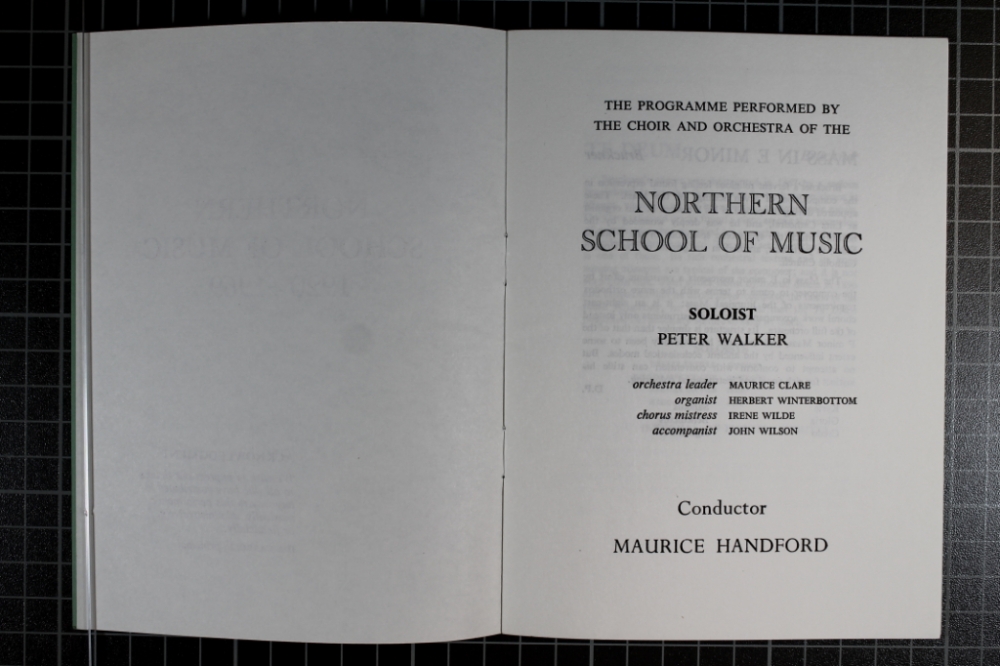 THE PROGRAMME PERFORMED BY
THE CHOIR AND ORCHESTRA OF THE
NORTHERN
SCHOOL OF MUSIC
SOLOIST
PETER WALKER
orchestra leader MAURICE CLARE
organist HERBERT WINTERBOTTOM
chorus mistress IRENE WILDE
accompanist JOHN WILSON
Conductor
MAURICE HANDFORD